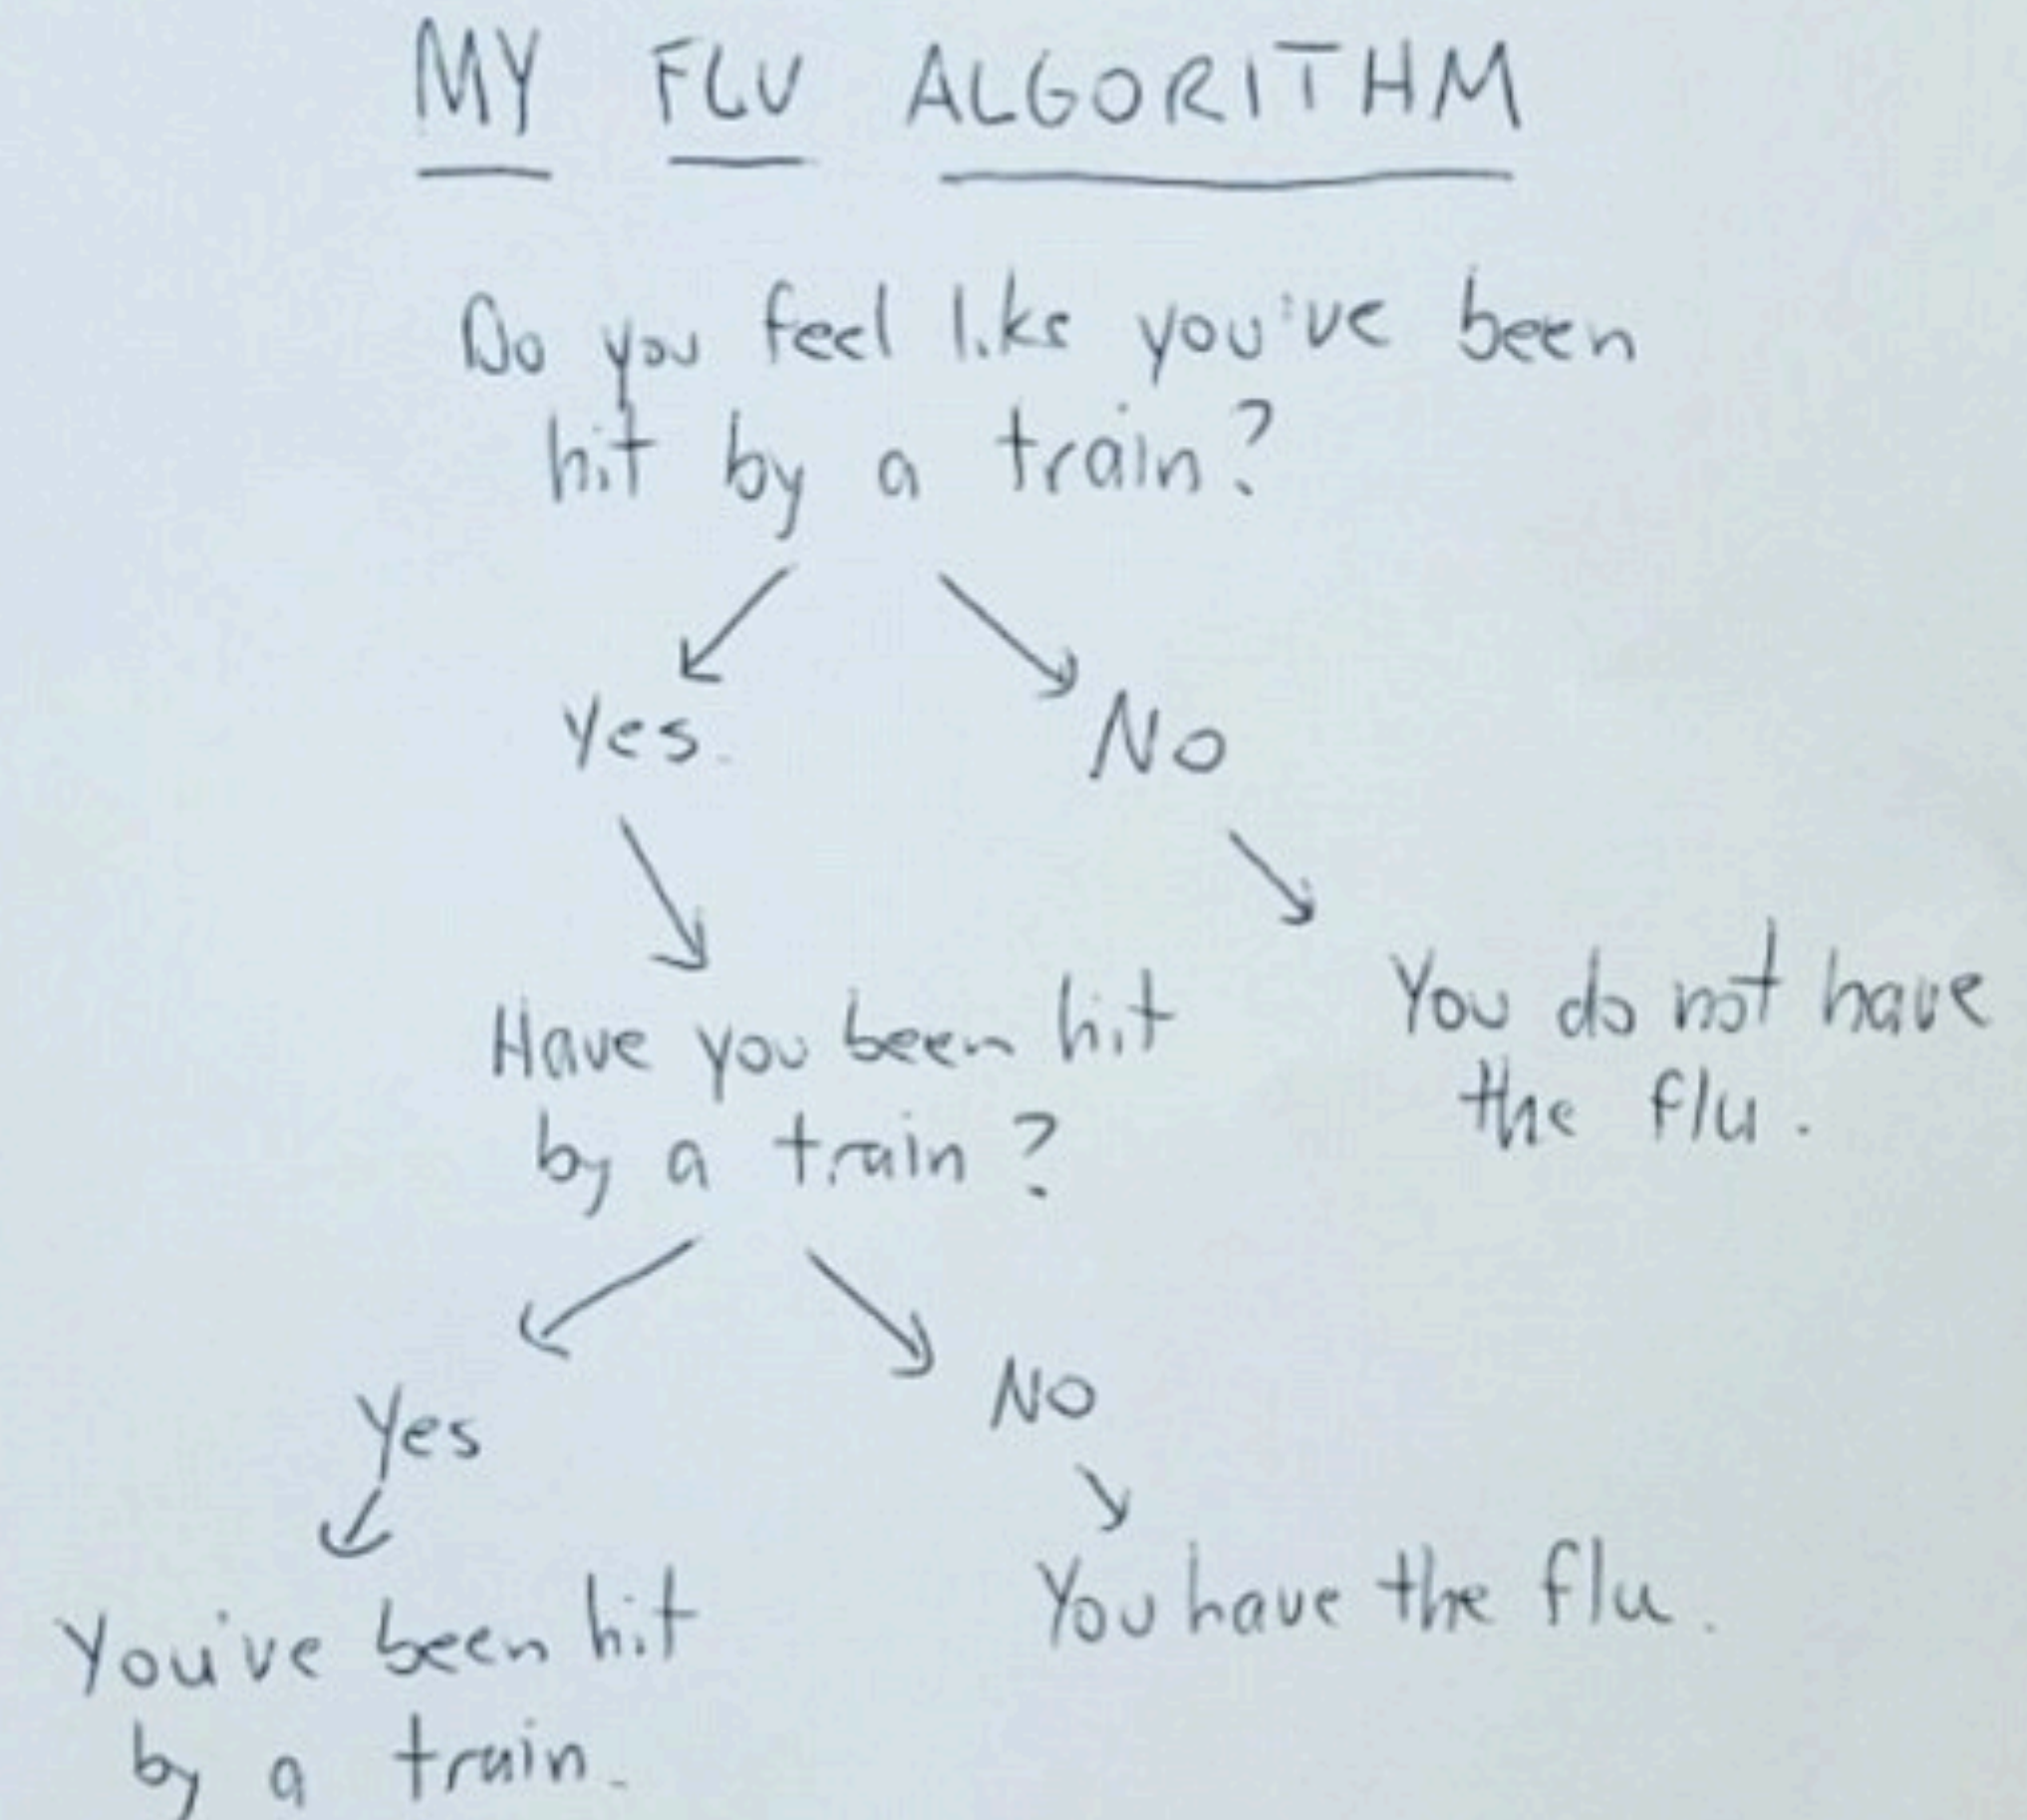 MY FLU ALGORITHM
Do you feel like you've been
hit by a train?
Yes.
No
Have you been hit
by a train?
You do not have
the flu.
Yes
No
You've been hit
by a train.
You have the flu.